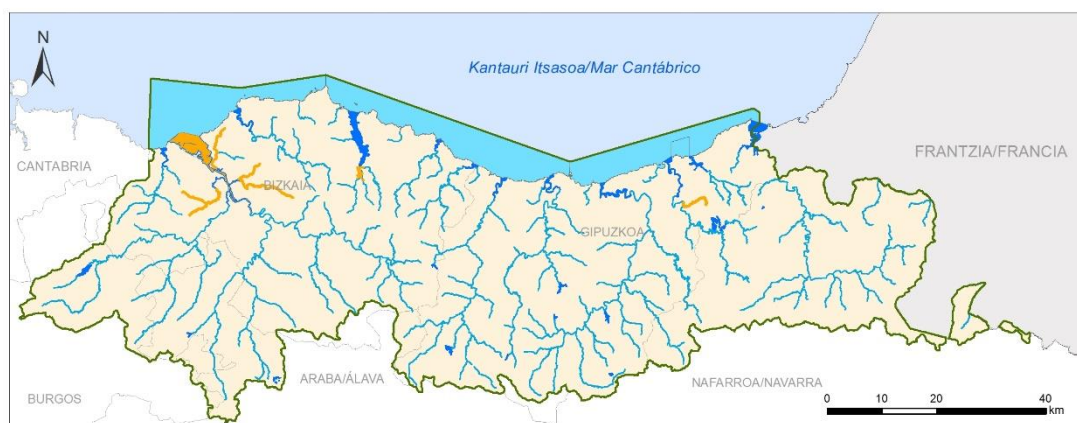 N
Kantauri Itsasoa/Mar Cantábrico
CANTABRIA
FRANTZIA/FRANCIA
BIZKAIA
GIPUZKOA
ARABA/ÁLAVA
NAFARROA/NAVARRA
BURGOS
0 10 20 40
km